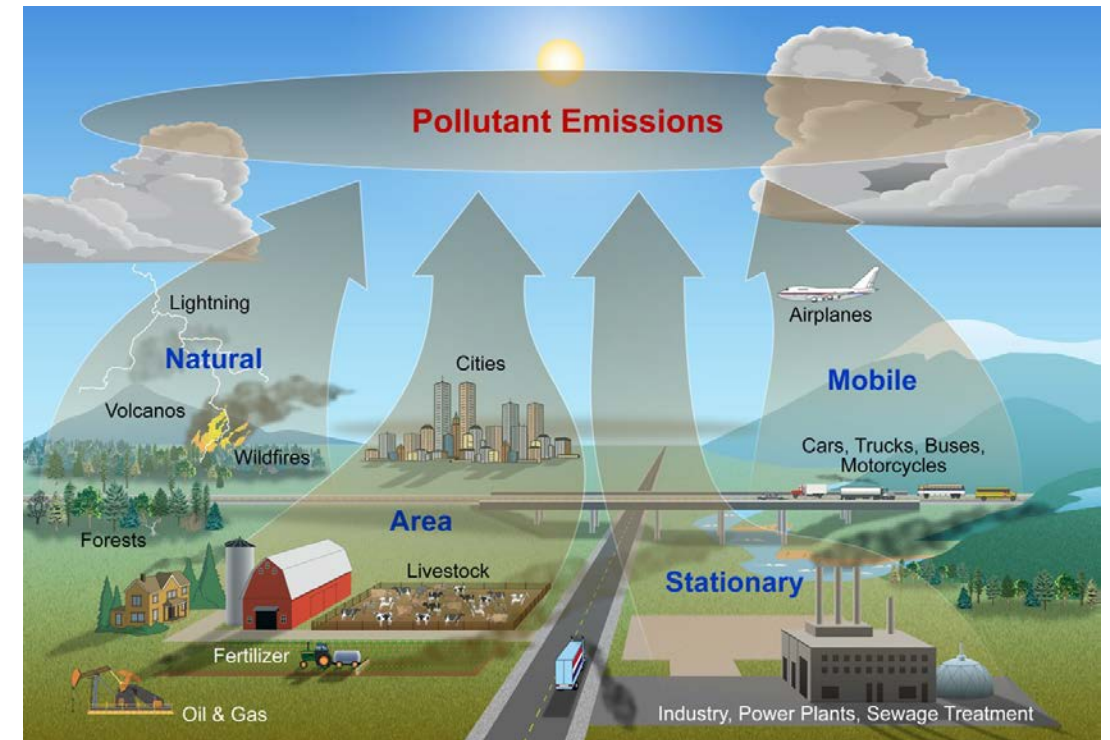 Pollutant Emissions
Lightning
Natural
Volcanos
Wildfires
Forests
Cities
Area
Livestock
Fertilizer
Oil & Gas
Airplanes
Mobile
Cars, Trucks, Buses,
Motorcycles
Stationary
Industry, Power Plants, Sewage Treatment